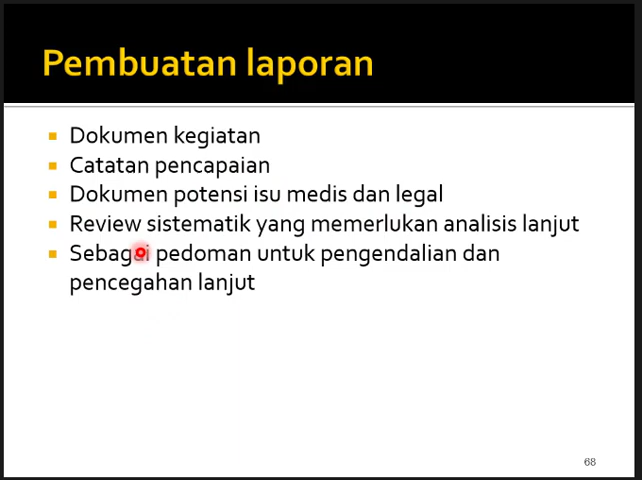 Pembuatan laporan
Dokumen kegiatan
Catatan pencapaian
Dokumen potensi isu medis dan legal
Review sistematik yang memerlukan analisis lanjut
Sebagai pedoman untuk pengendalian dan
pencegahan lanjut
68